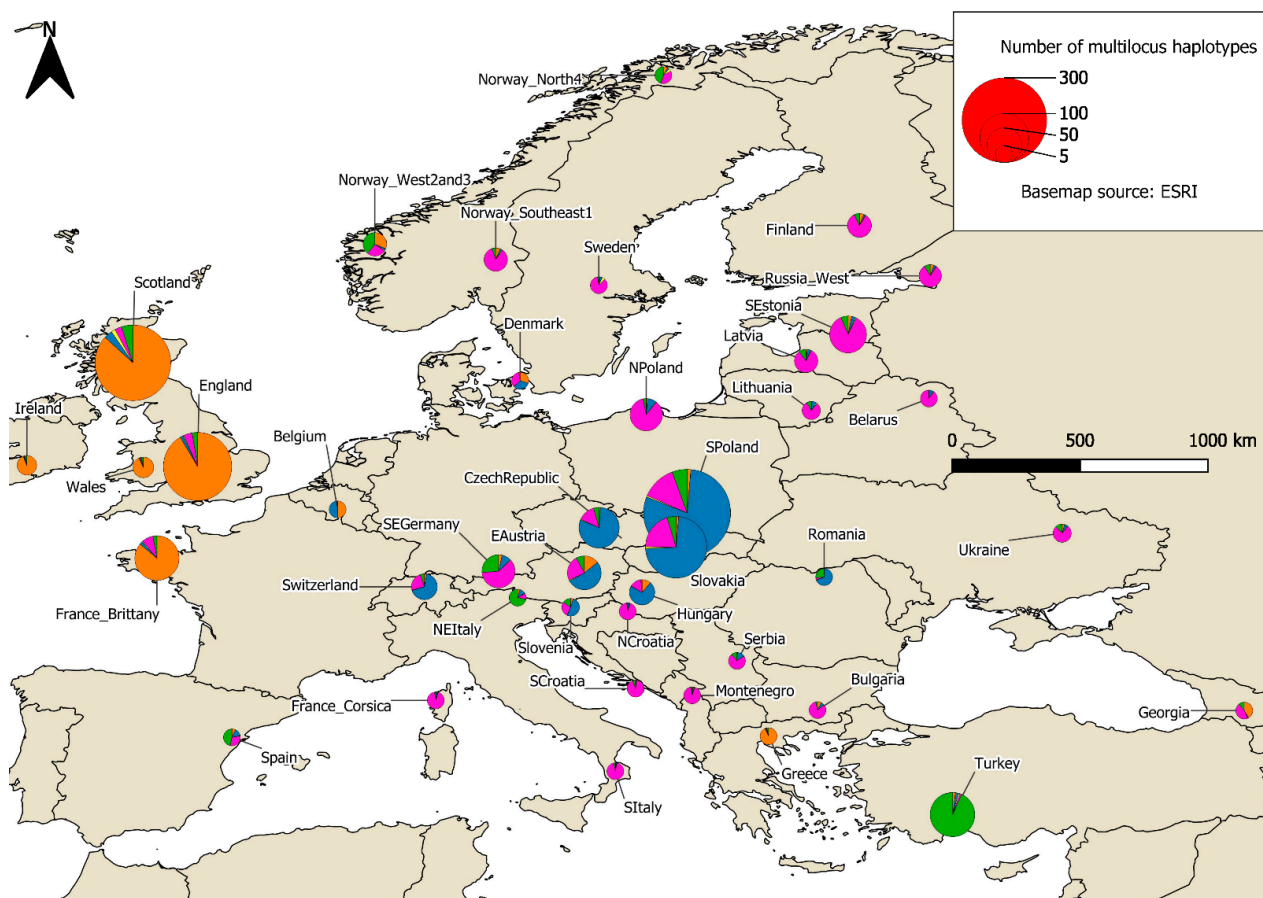 N
Number of multilocus haplotypes
300
100
50
5
Basemap source: ESRI
Norway_North4
Norway_West2and3
Norway_Southeast1
Sweden
Finland
Russia_West
Scotland
SEstonia
Denmark
Latvia
NPoland
England
Lithuania
Ireland
Belarus
Belgium
SPoland
0 500 1000 km
Wales
CzechRepublic
SEGermany
EAustria
Romania
Ukraine
Switzerland
Slovakia
France_Brittany
Hungary
NEItaly
Slovenia
NCroatia
Serbia
SCroatia
Montenegro
Bulgaria
France_Corsica
Georgia
Spain
Greece
Turkey
SItaly